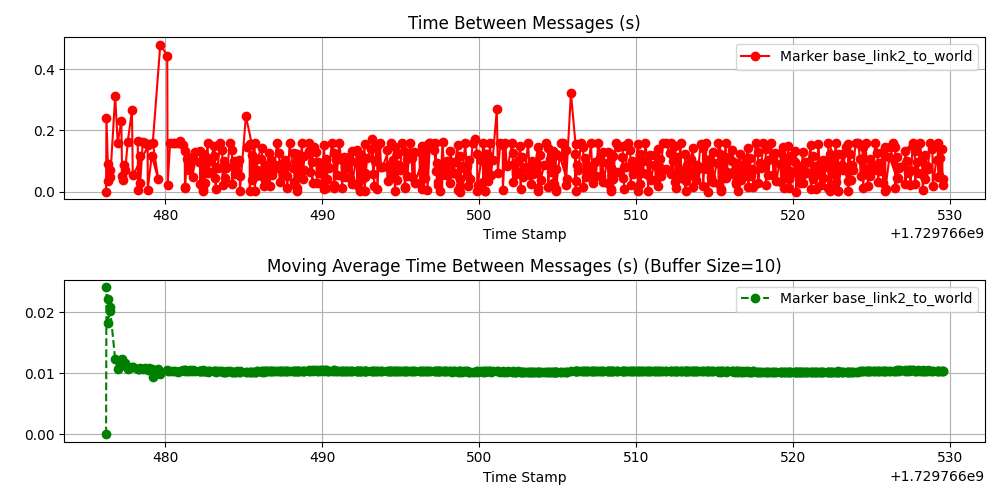 Time Between Messages (s)
Marker base_link2_to_world
0.4
0.2
0.0
480 490 500 510 520 530
+1.729766e9
Time Stamp
Moving Average Time Between Messages (s) (Buffer Size=10)
Marker base_link2_to_world
0.02
0.01
0.00
480 490 500 510 520 530
+1.729766e9
Time Stamp